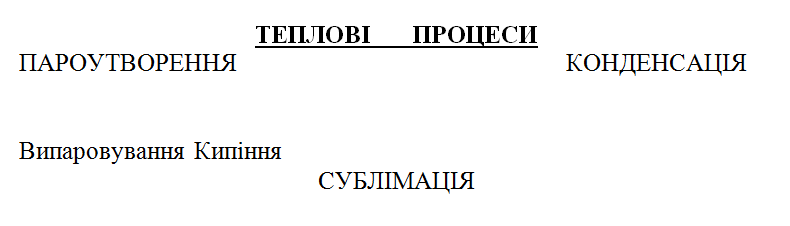 ТЕПЛОВІ ПРОЦЕСИ
ПАРОУТВОРЕННЯ КОНДЕНСАЦІЯ
Випаровування Кипіння
СУБЛІМАЦІЯ